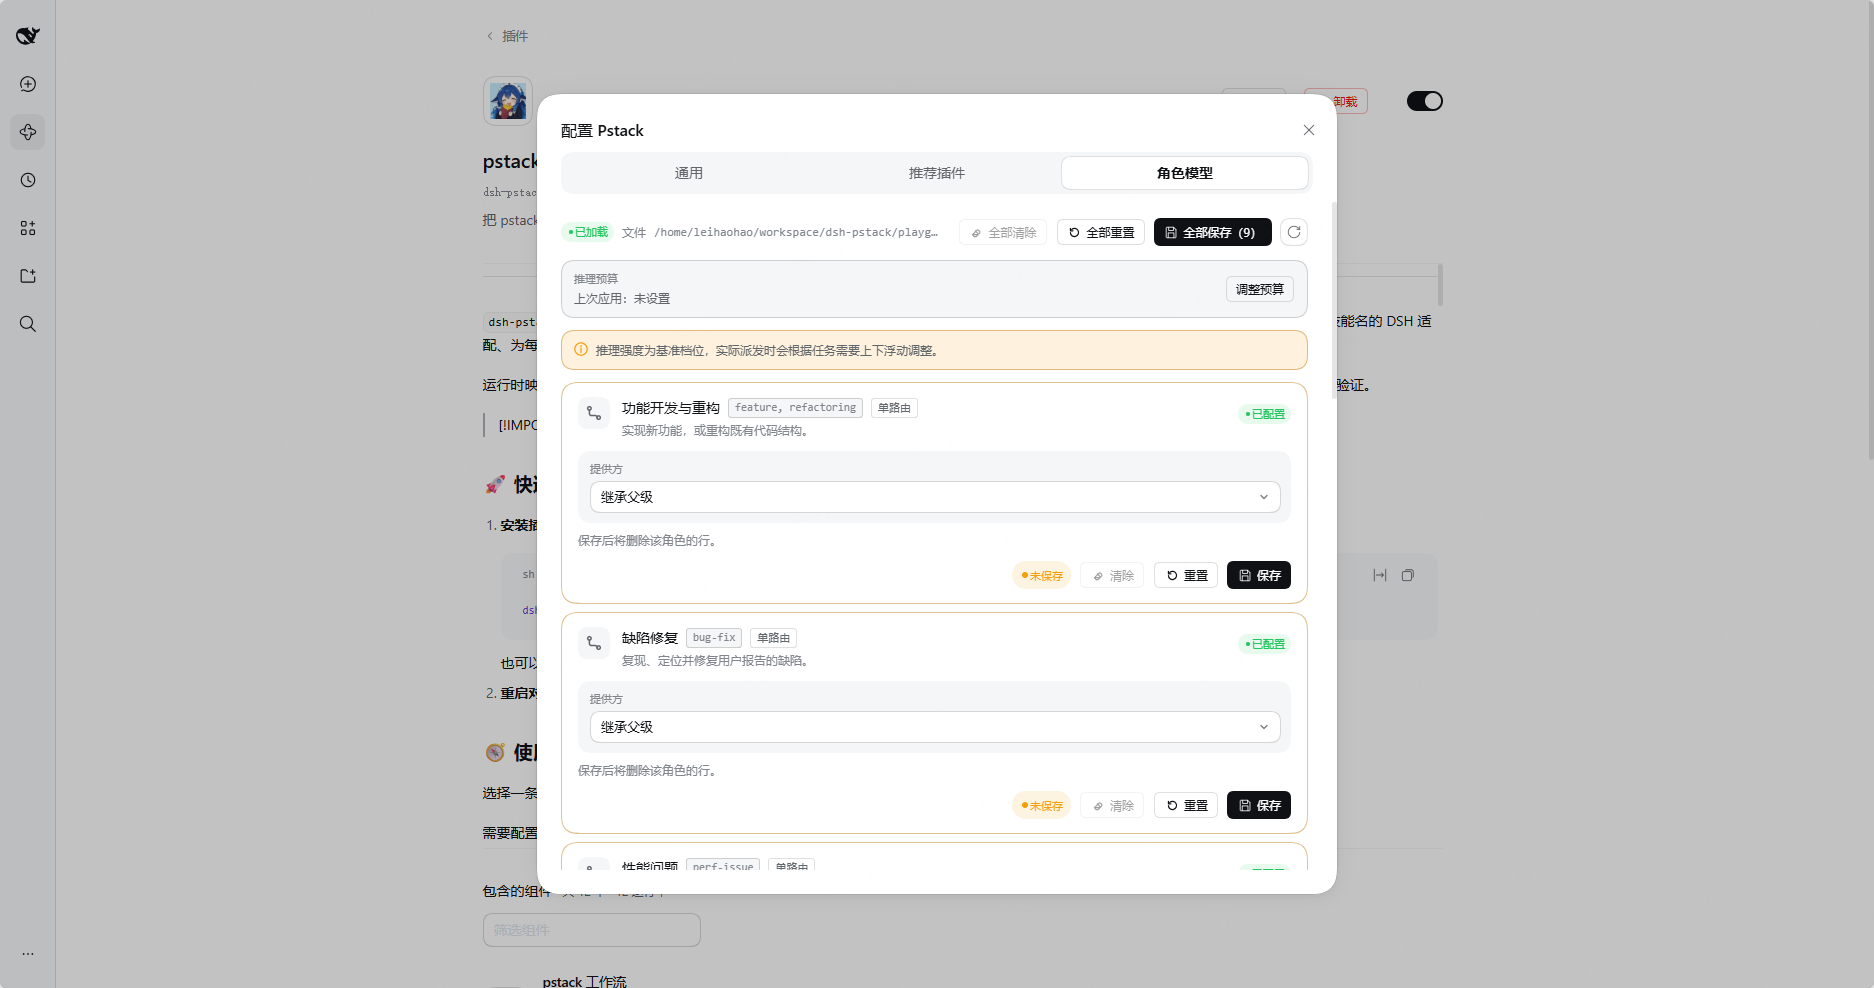 插件
卸载
配置 Pstack
通用
推荐插件
角色模型
pstack
dsh-pstac
把 pstack
已加载 文件 /home/leihaohao/workspace/dsh-pstack/playg…
全部清除
全部重置
全部保存 (9)
推理预算
上次应用：未设置
调整预算
dsh-pst
技能名的 DSH 适
配、为每
推理强度为基准档位，实际派发时会根据任务需要上下浮动调整。
运行时映
验证。
[!IMPO
功能开发与重构 feature, refactoring 单路由
已配置
实现新功能，或重构既有代码结构。
提供方
继承父级
保存后将删除该角色的行。
未保存 清除 重置 保存
快速
1. 安装插
sh
dsh
也可以
2. 重启对
缺陷修复 bug-fix 单路由
已配置
复现、定位并修复用户报告的缺陷。
提供方
继承父级
保存后将删除该角色的行。
未保存 清除 重置 保存
使用
选择一条
需要配置
性能问题 perf-issue 单路由
包含的组件
筛选组件
pstack 工作流